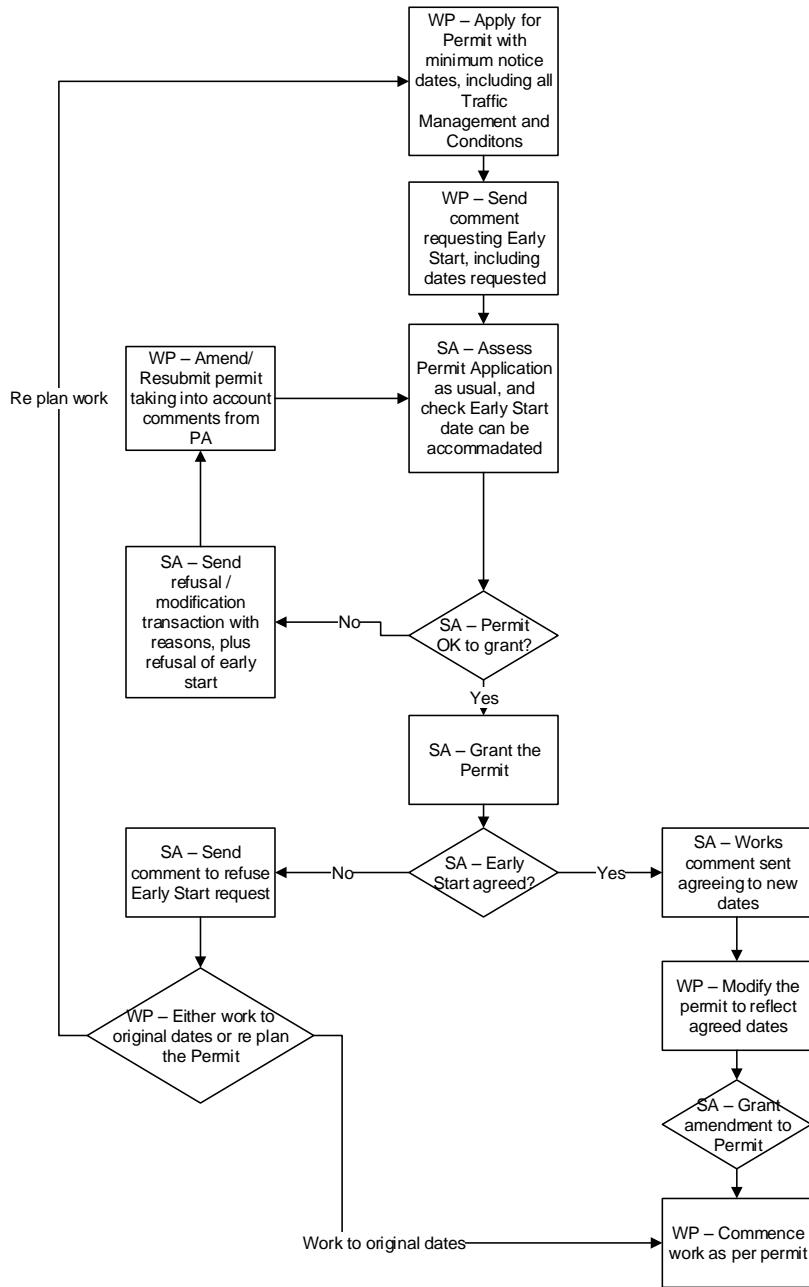 WP – Apply for
Permit with
minimum notice
dates, including all
Traffic
Management and
Conditons
WP – Send
comment
requesting Early
Start, including
dates requested
SA – Assess
Permit Application
as usual, and
check Early Start
date can be
accommadated
WP – Amend/
Resubmit permit
taking into account
comments from
PA
Re plan work
SA – Send
refusal /
modification
transaction with
reasons, plus
refusal of early
start
No
SA – Permit
OK to grant?
Yes
SA – Grant the
Permit
SA – Send
comment to refuse
Early Start request
No
SA – Early
Start agreed?
Yes
SA – Works
comment sent
agreeing to new
dates
WP – Either work to
original dates or re plan
the Permit
WP – Modify the
permit to reflect
agreed dates
SA – Grant
amendment to
Permit
Work to original dates
WP – Commence
work as per permit